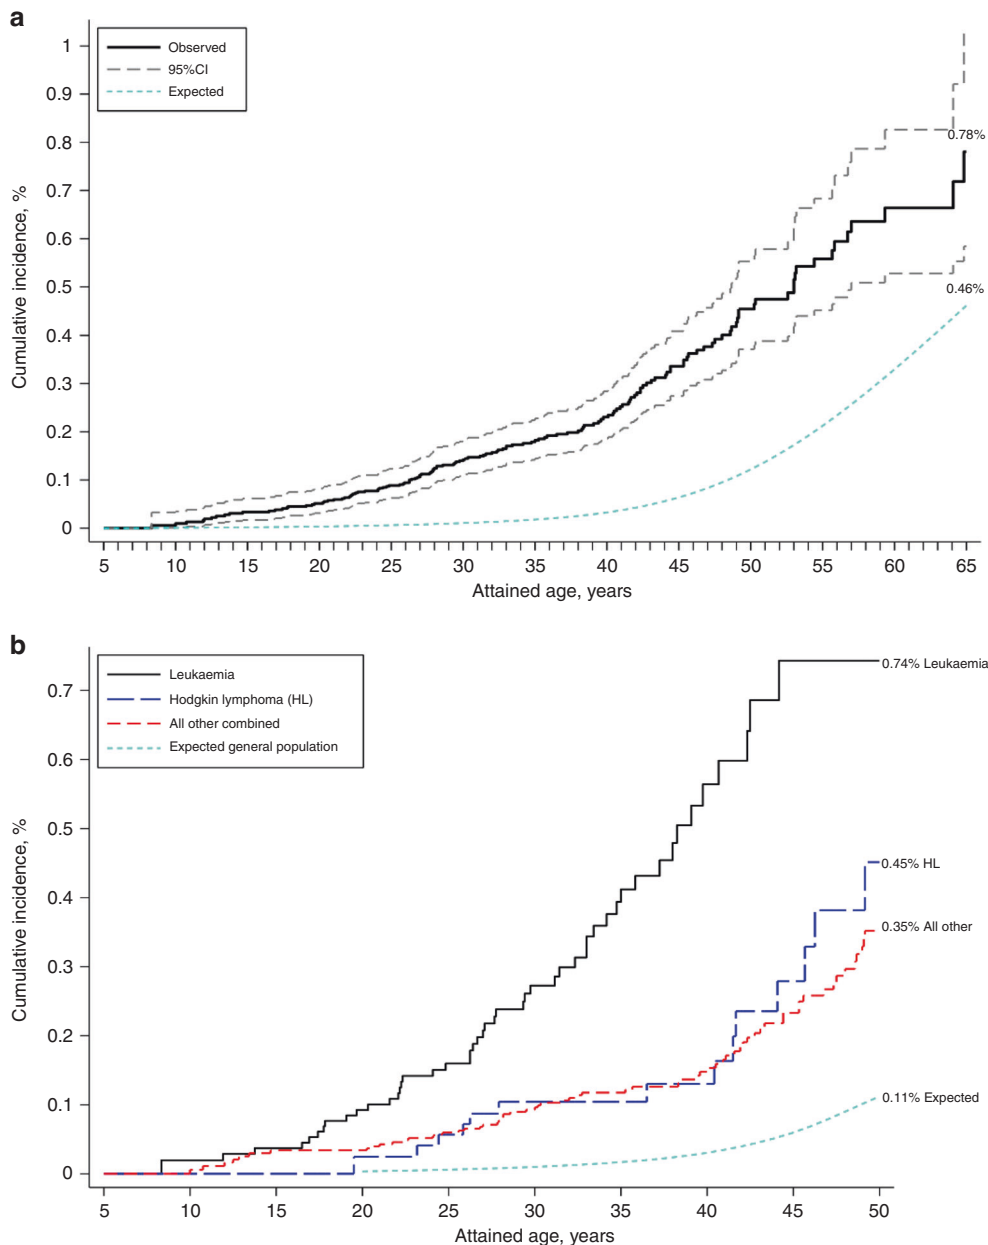 a
Observed
95%CI
Expected
1
0.9
0.8
0.7
0.6
0.5
0.4
0.3
0.2
0.1
0
Cumulative incidence, %
0.78%
0.46%
5 10 15 20 25 30 35 40 45 50 55 60 65
Attained age, years
b
Leukaemia
Hodgkin lymphoma (HL)
All other combined
Expected general population
0.7
0.6
0.5
0.4
0.3
0.2
0.1
0
Cumulative incidence, %
0.74% Leukaemia
0.45% HL
0.35% All other
0.11% Expected
5 10 15 20 25 30 35 40 45 50
Attained age, years